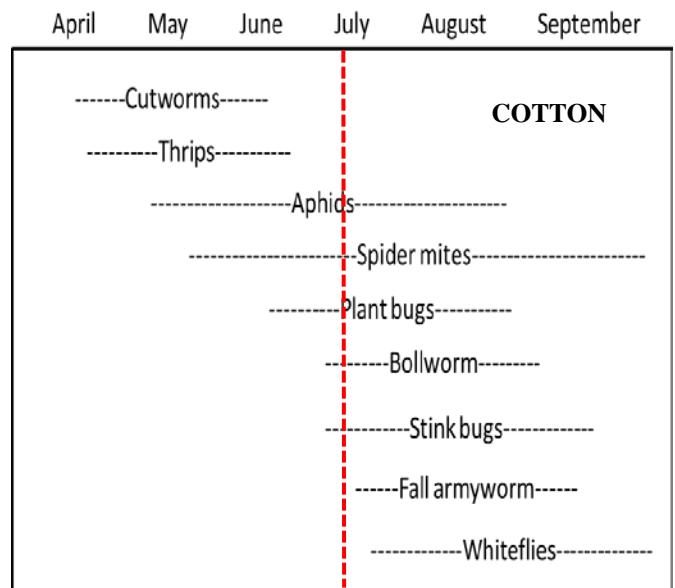 April May June July August September
-------Cutworms-------
COTTON
----------Thrips-----------
--------------------Aphids----------------------
-----------------------Spider mites-------------------------
----------Plant bugs-----------
---------Bollworm---------
------------Stink bugs-------------
------Fall armyworm------
-------------Whiteflies--------------